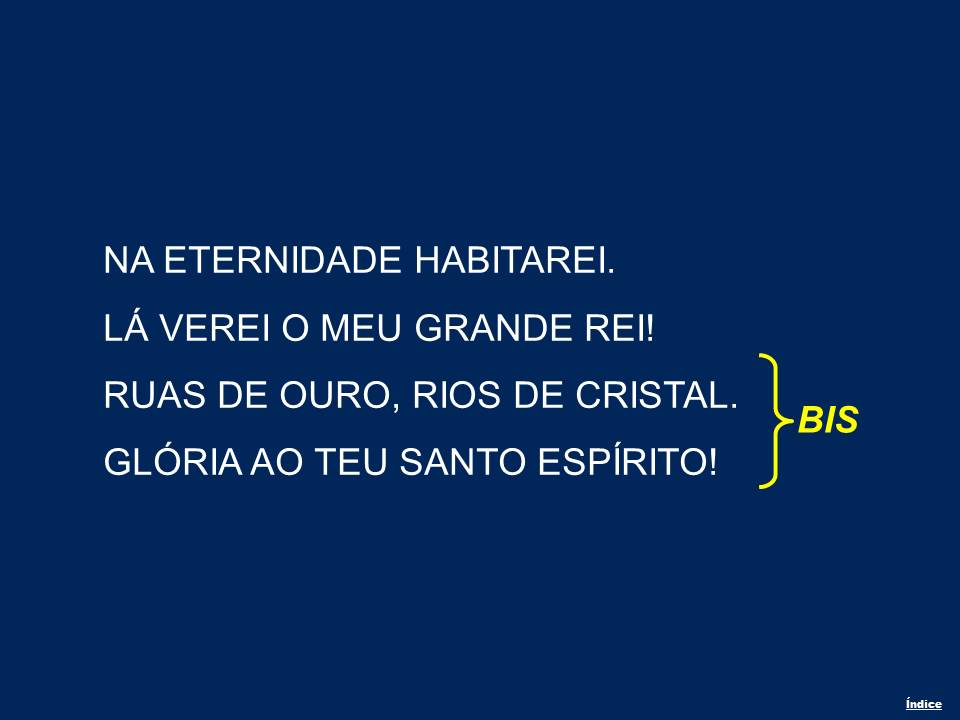 NA ETERNIDADE HABITAREI.
LÁ VEREI O MEU GRANDE REI!
RUAS DE OURO, RIOS DE CRISTAL.
GLÓRIA AO TEU SANTO ESPÍRITO!
BIS
Índice